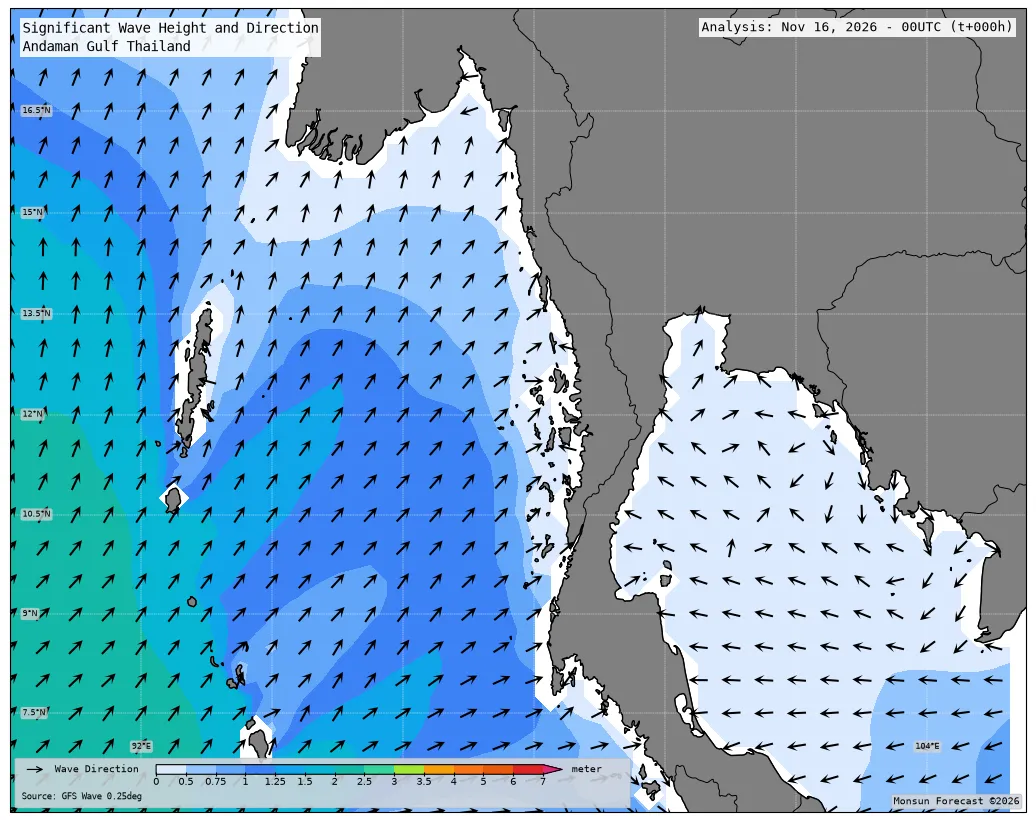 Significant Wave Height and Direction
Andaman Gulf Thailand
Analysis: Nov 16, 2026 - 00UTC (t+000h)
16.5°N
15°N
13.5°N
12°N
10.5°N
9°N
7.5°N
92°E
104°E
Wave Direction
0 0.5 0.75 1 1.25 1.5 2 2.5 3 3.5 4 5 6 7
meter
Source: GFS Wave 0.25deg
Monsun Forecast ©2026